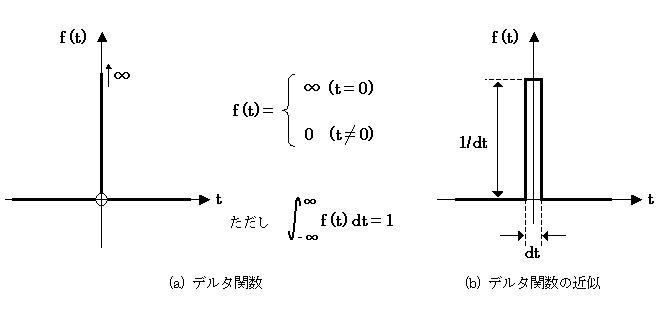 f(t)
∞
t
f(t)=
∞ (t=0)
0 (t≠0)
ただし ∫ ∞ -∞ f(t) dt=1
(a) デルタ関数
f(t)
1/dt
t
dt
(b) デルタ関数の近似